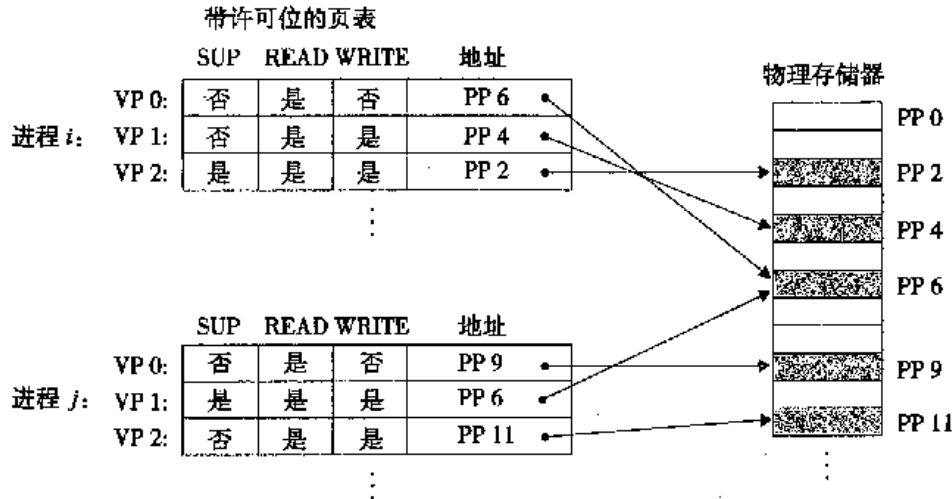 带许可位的页表
SUP READ WRITE 地址
物理存储器
VP 0: 否 是 否 PP 6
进程 i: VP 1: 否 是 是 PP 4
VP 2: 是 是 是 PP 2
PP 0
PP 2
PP 4
PP 6
PP 9
PP 11
SUP READ WRITE 地址
VP 0: 否 是 否 PP 9
进程 j: VP 1: 是 是 是 PP 6
VP 2: 否 是 是 PP 11